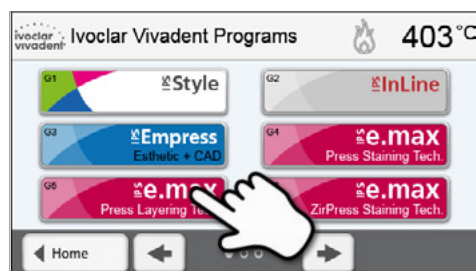 ivoclar vivadent Ivoclar Vivadent Programs 403 °C
G1 IPS Style
G2 IPS InLine
G3 IPS Empress
Esthetic + CAD
G4 IPS e.max
Press Staining Tech.
G5 IPS e.max
Press Layering
IPS e.max
ZirPress Staining Tech.
Home